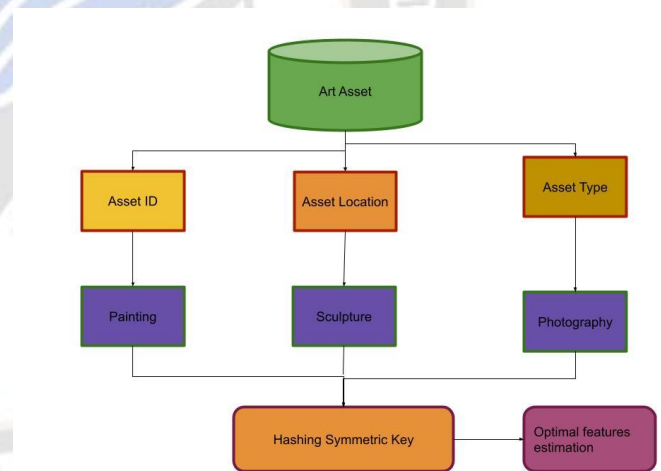 Art Asset
Asset ID
Asset Location
Asset Type
Painting
Sculpture
Photography
Hashing Symmetric Key
Optimal features
estimation